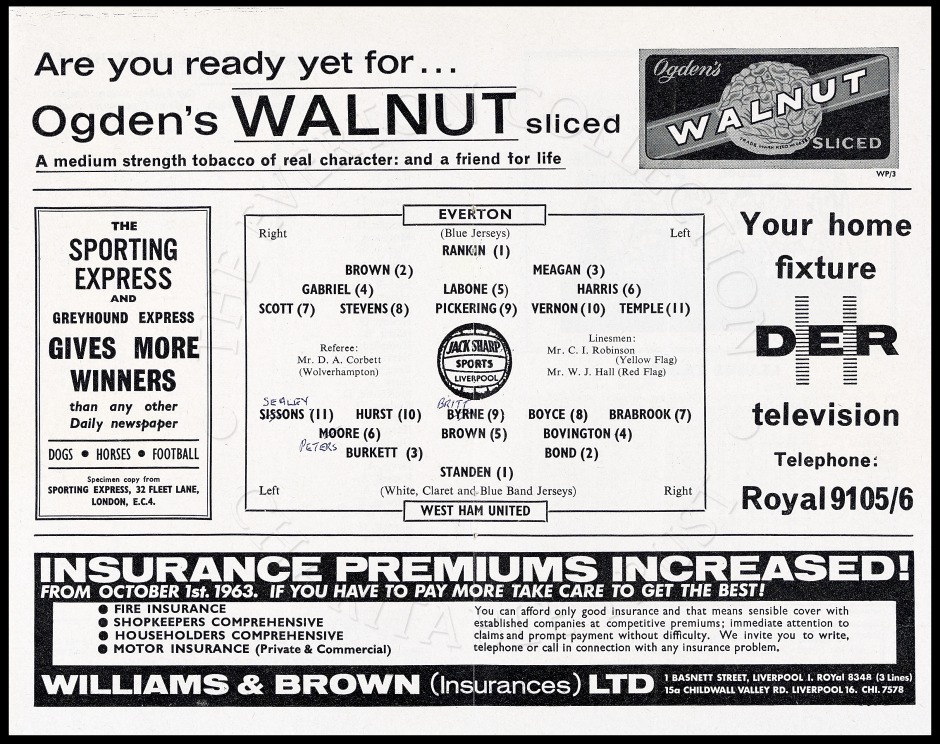 Are you ready yet for...
Ogden's WALNUT sliced
A medium strength tobacco of real character: and a friend for life
Ogden's
WALNUT
TRADE MARK REGD
SLICED
WP/3
THE
SPORTING
EXPRESS
AND
GREYHOUND EXPRESS
GIVES MORE
WINNERS
than any other
Daily newspaper
DOGS • HORSES • FOOTBALL
Specimen copy from
SPORTING EXPRESS, 32 FLEET LANE,
LONDON, E.C.4.
EVERTON
Right (Blue Jerseys) Left
RANKIN (1)
BROWN (2) MEAGAN (3)
GABRIEL (4) LABONE (5) HARRIS (6)
SCOTT (7) STEVENS (8) PICKERING (9) VERNON (10) TEMPLE (11)
Referee:
Mr. D. A. Corbett
(Wolverhampton)
JACK SHARP
SPORTS
LIVERPOOL
Linesmen:
Mr. C. I. Robinson
(Yellow Flag)
Mr. W. J. Hall (Red Flag)
SEALEY BRITT
SISSONS (11) HURST (10) BYRNE (9) BOYCE (8) BRABROOK (7)
MOORE (6) BROWN (5) BOVINGTON (4)
PETERS
BURKETT (3) BOND (2)
STANDEN (1)
Left (White, Claret and Blue Band Jerseys) Right
WEST HAM UNITED
Your home
fixture
DER
television
Telephone:
Royal 9105/6
INSURANCE PREMIUMS INCREASED!
FROM OCTOBER 1st. 1963. IF YOU HAVE TO PAY MORE TAKE CARE TO GET THE BEST!
• FIRE INSURANCE
• SHOPKEEPERS COMPREHENSIVE
• HOUSEHOLDERS COMPREHENSIVE
• MOTOR INSURANCE (Private & Commercial)
You can afford only good insurance and that means sensible cover with
established companies at competitive premiums; immediate attention to
claims and prompt payment without difficulty. We invite you to write,
telephone or call in connection with any insurance problem.
WILLIAMS & BROWN (Insurances) LTD
1 BASNETT STREET, LIVERPOOL 1. ROYal 8348 (3 Lines)
15a CHILDWALL VALLEY RD. LIVERPOOL 16. CHI. 7578